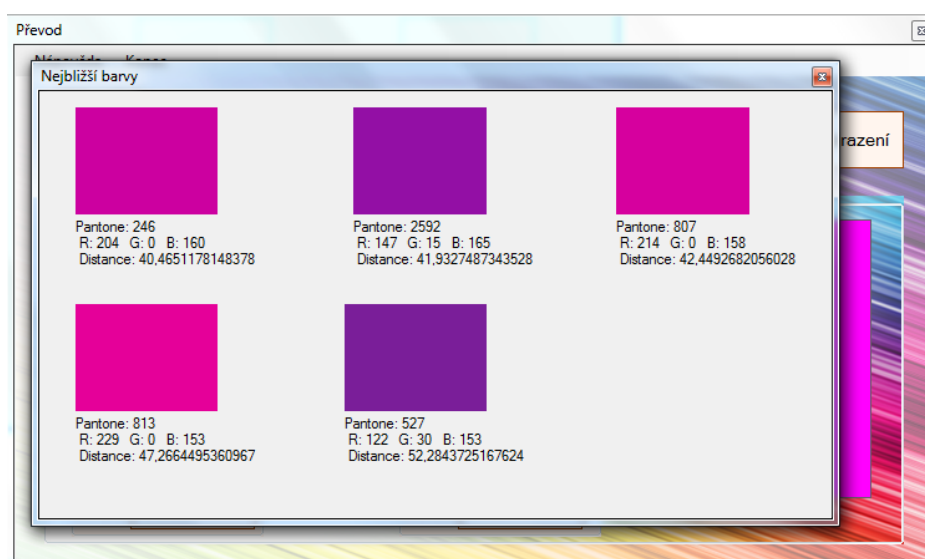 Převod
Nápověda Konec
Nejbližší barvy
razení
Pantone: 246
R: 204 G: 0 B: 160
Distance: 40,4651178148378
Pantone: 2592
R: 147 G: 15 B: 165
Distance: 41,9327487343528
Pantone: 807
R: 214 G: 0 B: 158
Distance: 42,4492682056028
Pantone: 813
R: 229 G: 0 B: 153
Distance: 47,2664495360967
Pantone: 527
R: 122 G: 30 B: 153
Distance: 52,2843725167624